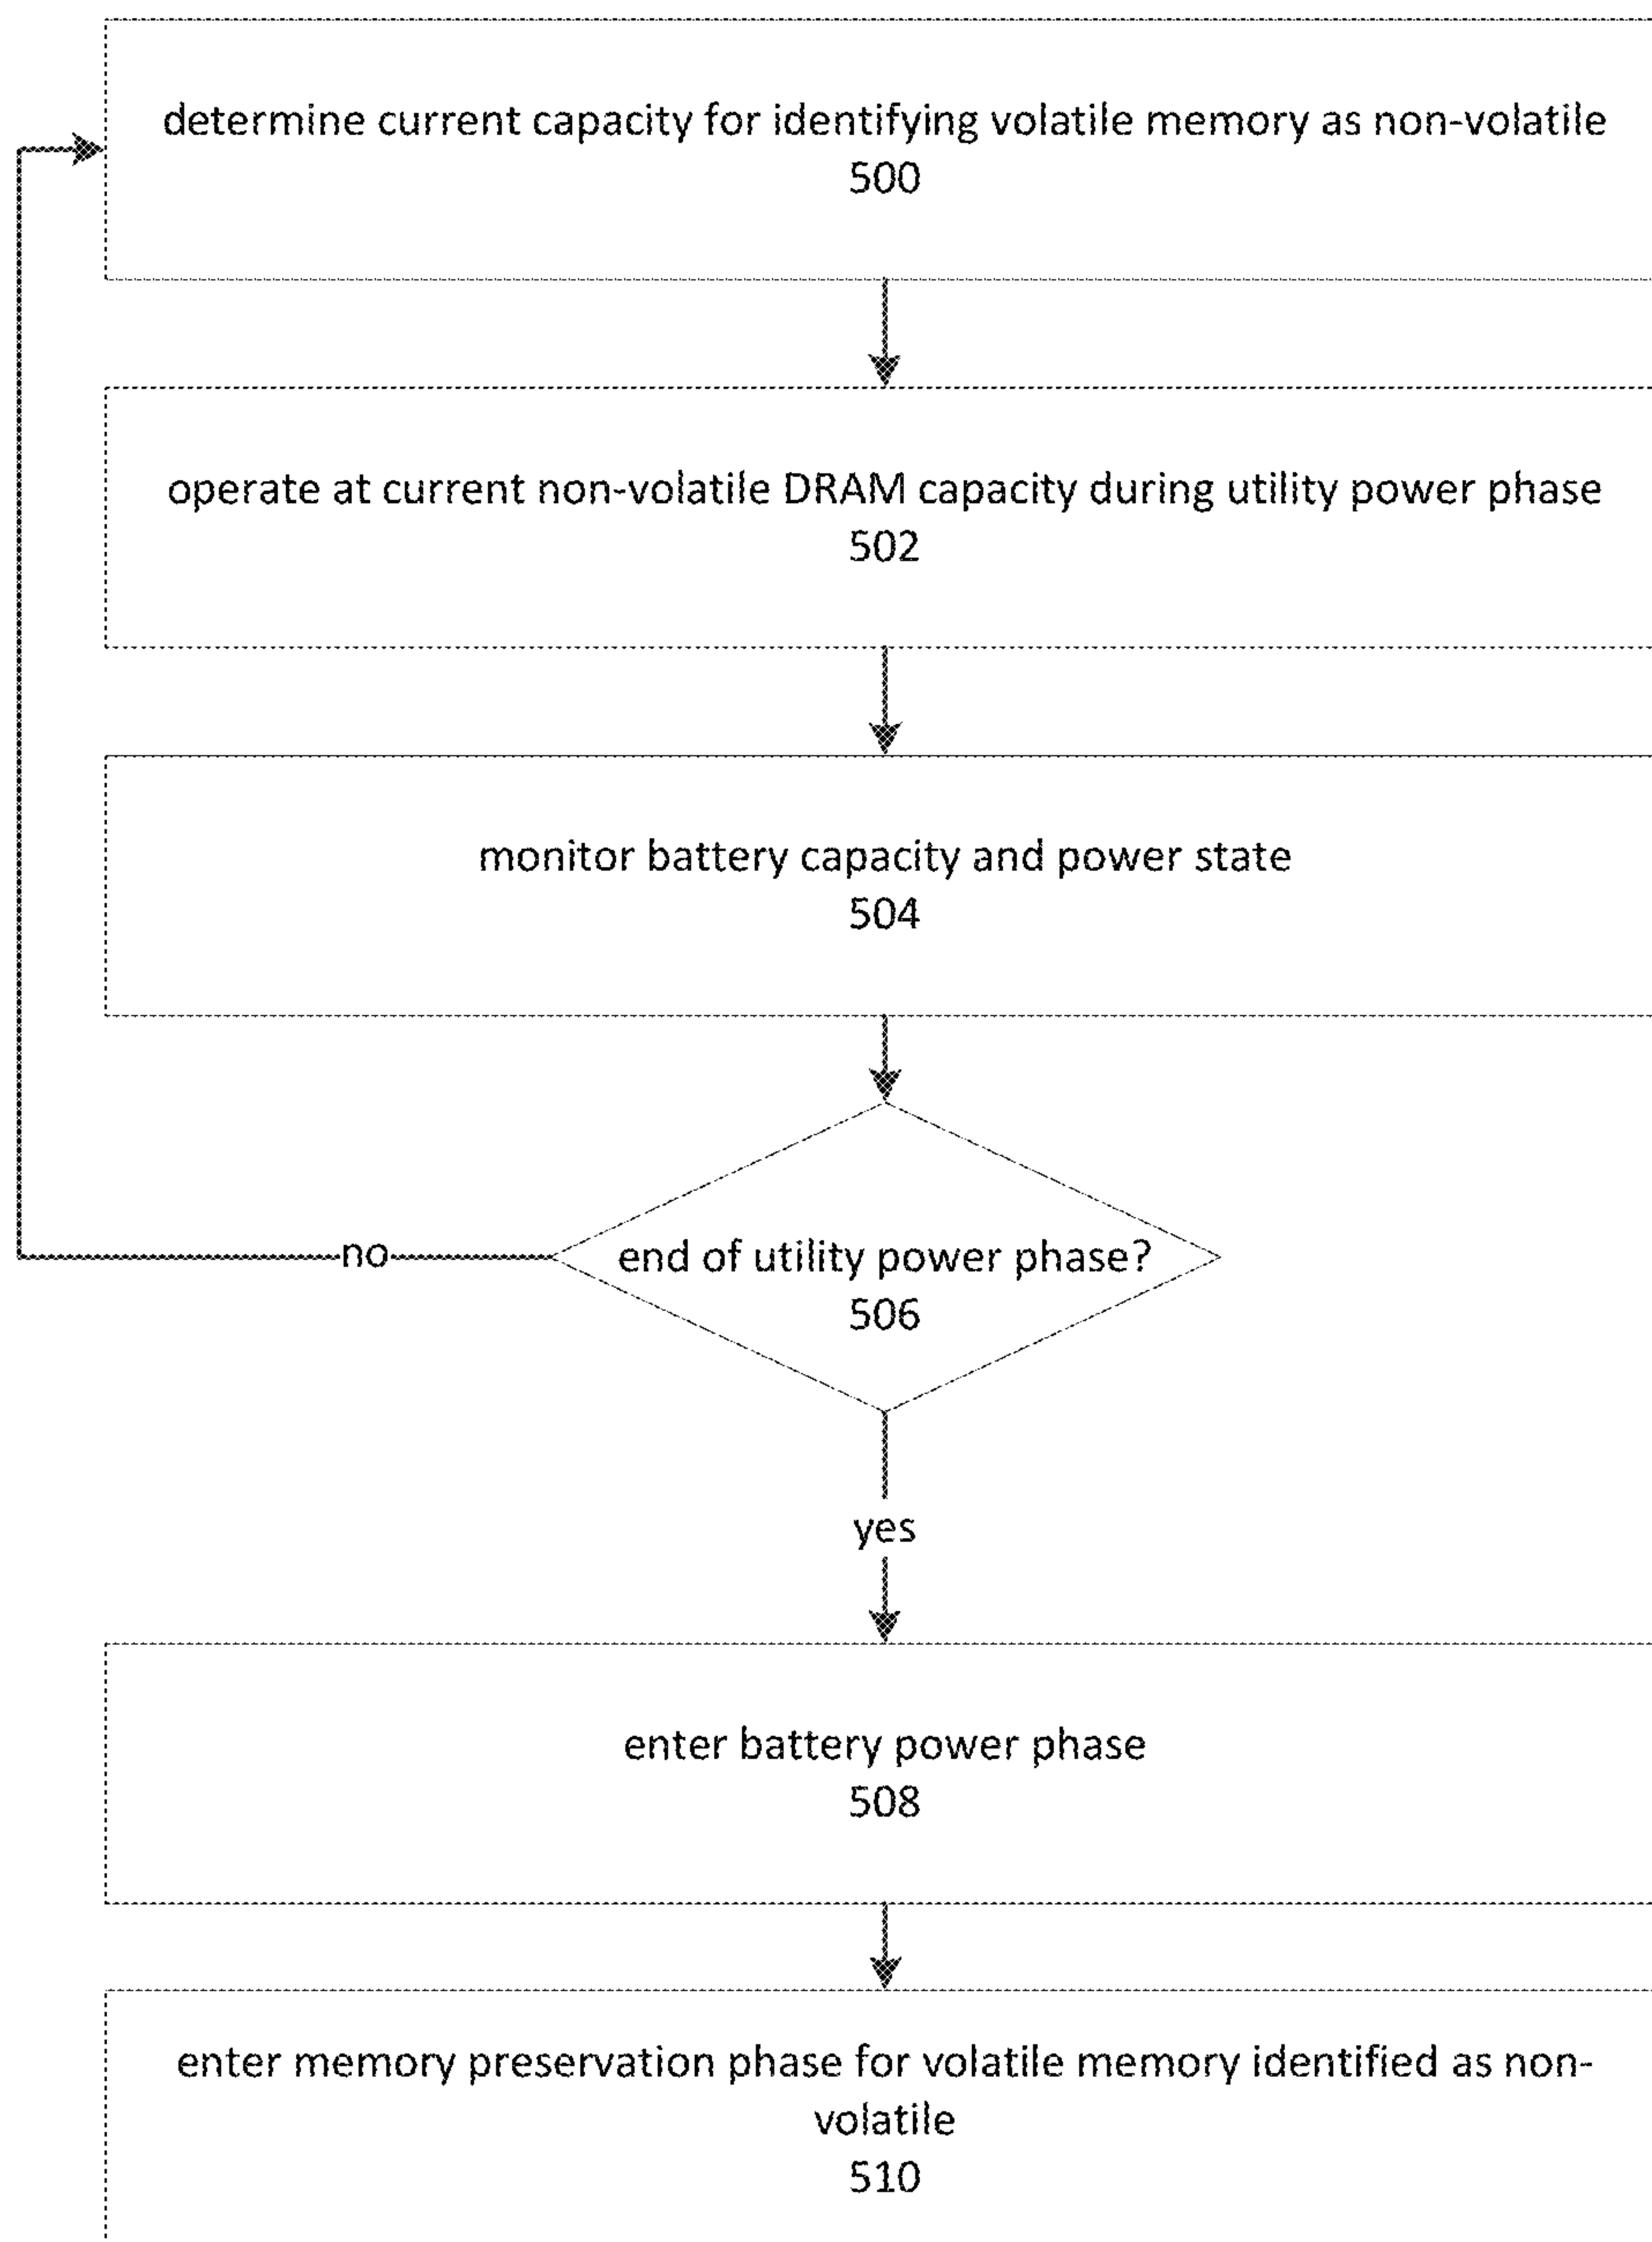 determine current capacity for identifying volatile memory as non-volatile
500
operate at current non-volatile DRAM capacity during utility power phase
502
monitor battery capacity and power state
504
end of utility power phase?
506
no
yes
enter battery power phase
508
enter memory preservation phase for volatile memory identified as non-
volatile
510